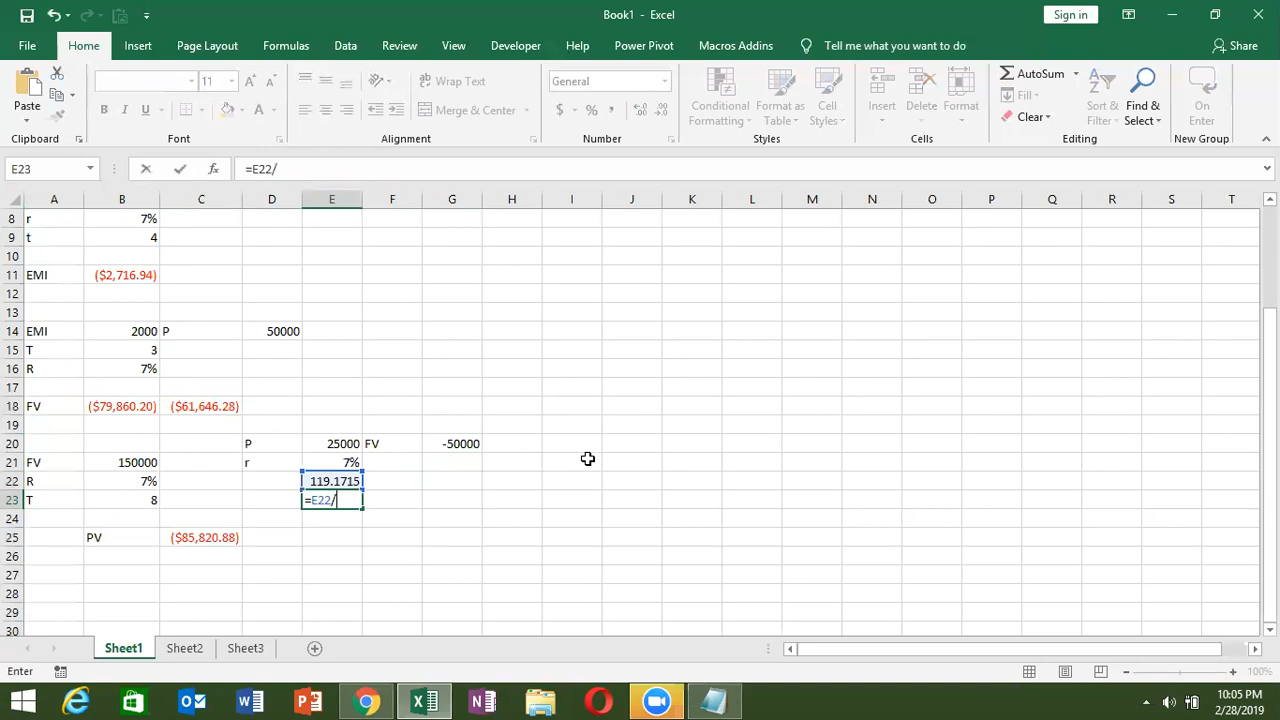 Book1 - Excel
Sign in
File Home Insert Page Layout Formulas Data Review View Developer Help Power Pivot Macros Addins Tell me what you want to do Share
Paste
11
B I U
Wrap Text
Merge & Center
General
$ % ,
Conditional Formatting
Format as Table
Cell Styles
Insert
Delete
Format
AutoSum
Fill
Clear
Sort & Filter
Find & Select
On Enter
Clipboard Font Alignment Number Styles Cells Editing New Group
E23 fx =E22/
A B C D E F G H I J K L M N O P Q R S T
8 r 7%
9 t 4
10
11 EMI ($2,716.94)
12
13
14 EMI 2000 P 50000
15 T 3
16 R 7%
17
18 FV ($79,860.20) ($61,646.28)
19
20 P 25000 FV -50000
21 FV 150000 r 7%
22 R 7% 119.1715
23 T 8 =E22/
24
25 PV ($85,820.88)
26
27
28
29
30
Sheet1 Sheet2 Sheet3
Enter 100%
10:05 PM
2/28/2019